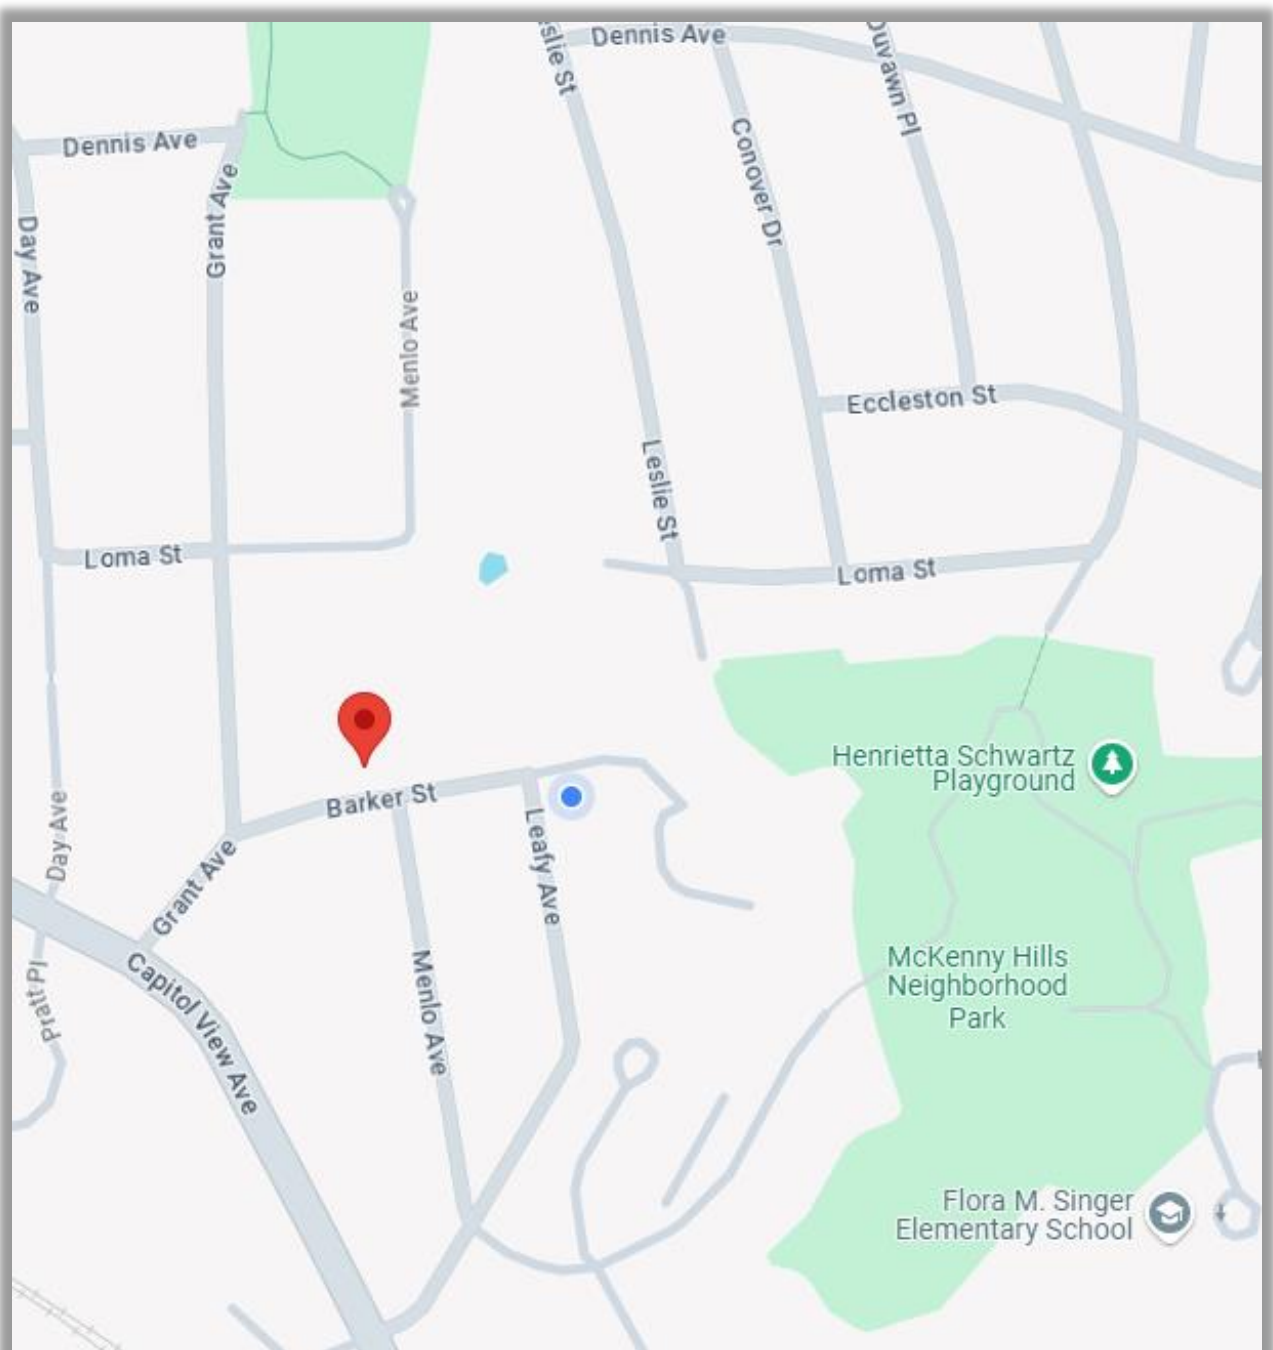 eslie St
Dennis Ave
Duvawn Pl
Dennis Ave
Conover Dr
Grant Ave
Day Ave
Menlo Ave
Eccleston St
Leslie St
Loma St
Loma St
Henrietta Schwartz
Playground
Barker St
Day Ave
Leafy Ave
Grant Ave
Capitol View Ave
Pratt Pl
Menlo Ave
McKenny Hills
Neighborhood
Park
Flora M. Singer
Elementary School